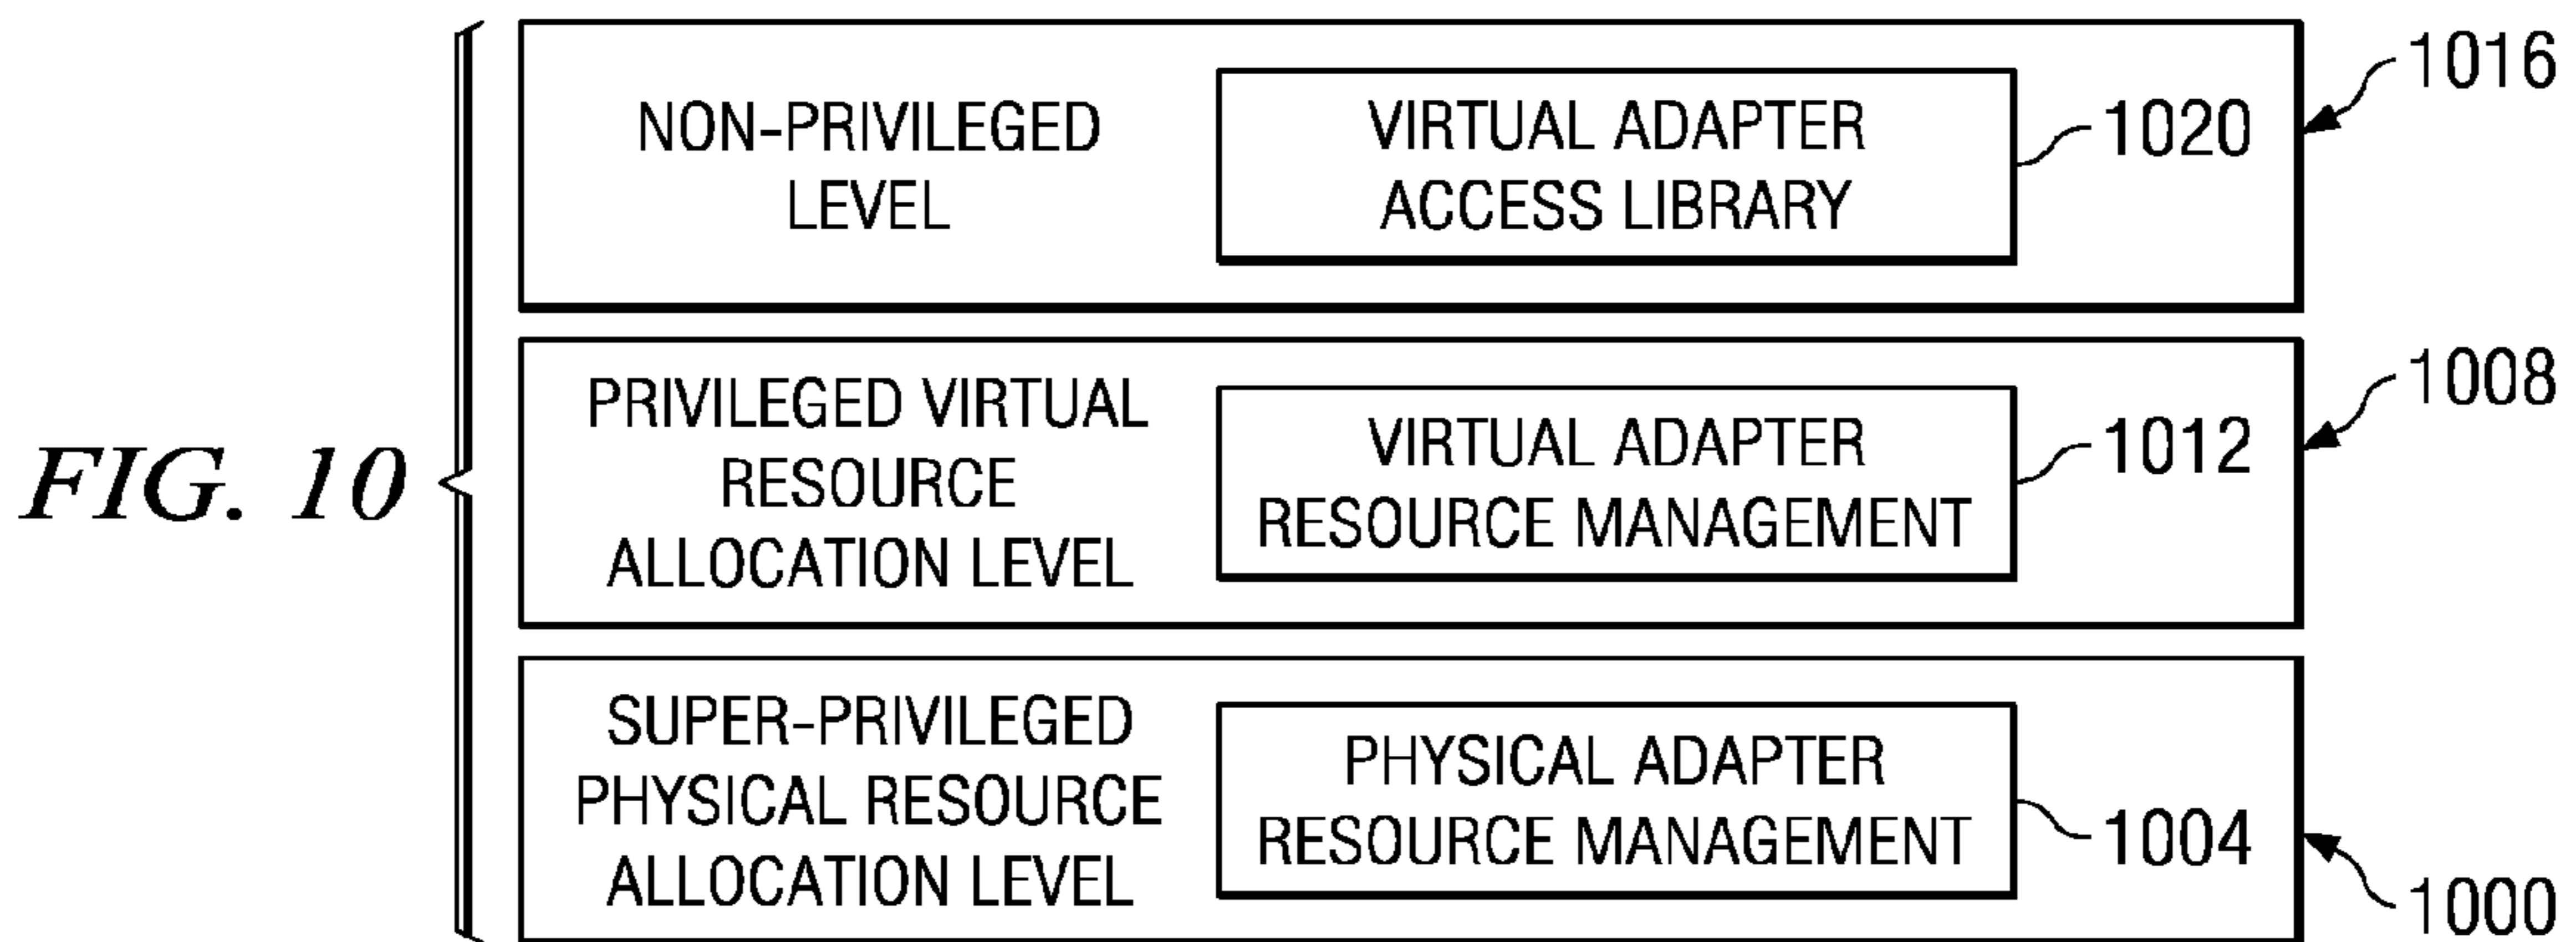 FIG. 10
NON-PRIVILEGED
LEVEL
VIRTUAL ADAPTER
ACCESS LIBRARY
1020
1016
PRIVILEGED VIRTUAL
RESOURCE
ALLOCATION LEVEL
VIRTUAL ADAPTER
RESOURCE MANAGEMENT
1012
1008
SUPER-PRIVILEGED
PHYSICAL RESOURCE
ALLOCATION LEVEL
PHYSICAL ADAPTER
RESOURCE MANAGEMENT
1004
1000